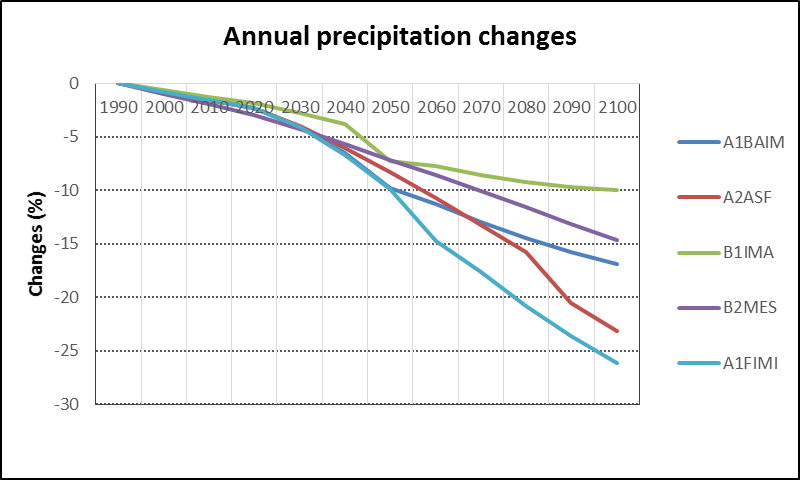 Annual precipitation changes
0
1990 2000 2010 2020 2030 2040 2050 2060 2070 2080 2090 2100
-5
-10
-15
-20
-25
-30
Changes (%)
A1BAIM
A2ASF
B1IMA
B2MES
A1FIMI